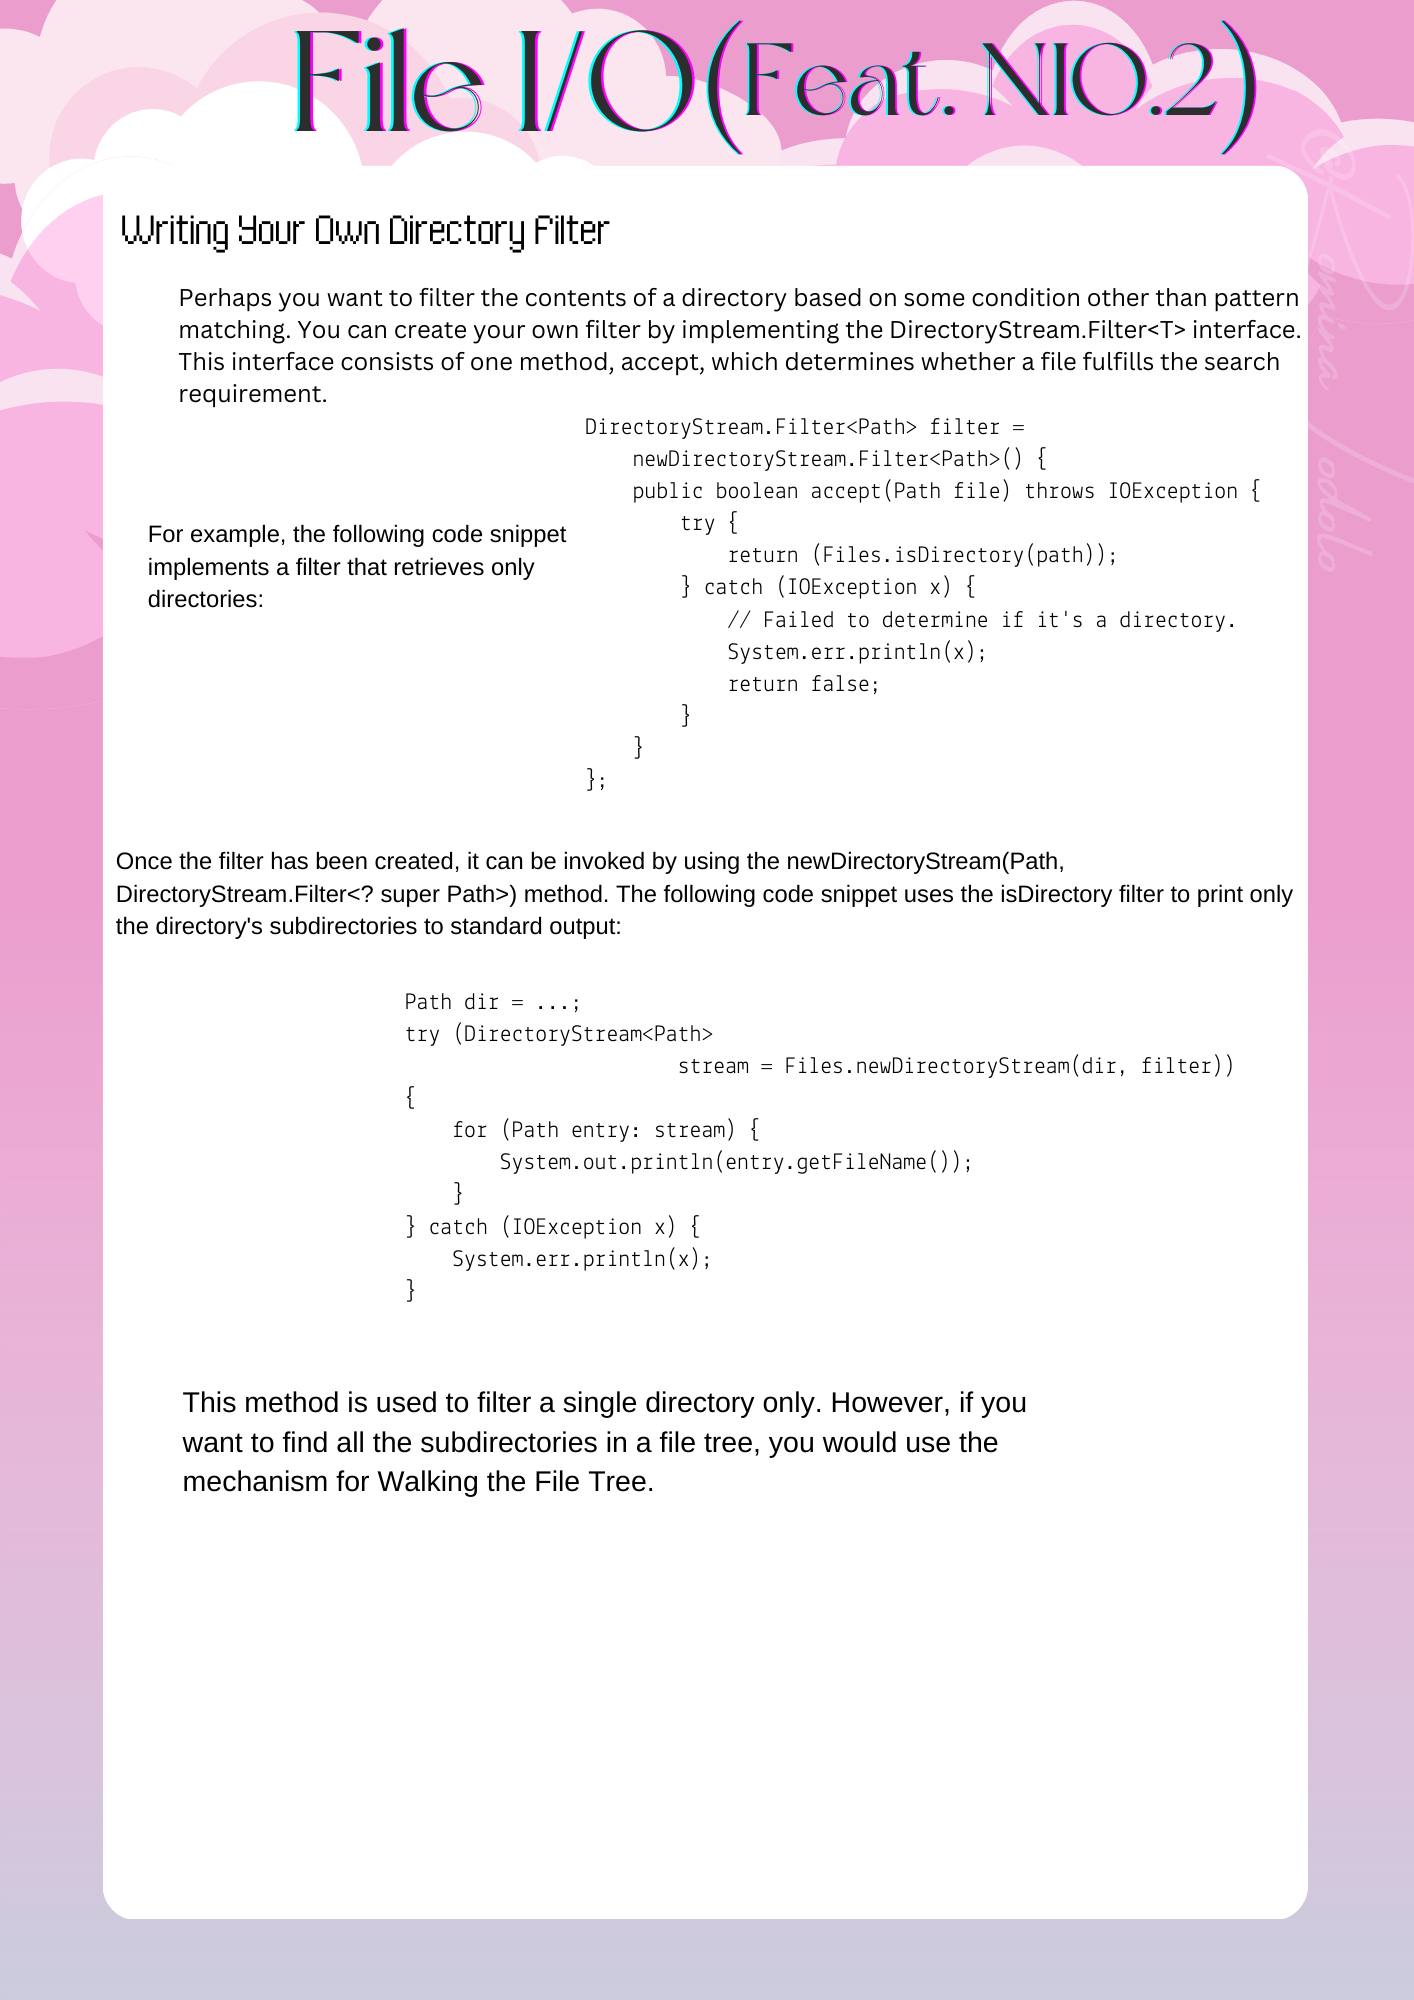 File I/O(Feat. NIO.2)
Writing Your Own Directory Filter
Perhaps you want to filter the contents of a directory based on some condition other than pattern
matching. You can create your own filter by implementing the DirectoryStream.Filter<T> interface.
This interface consists of one method, accept, which determines whether a file fulfills the search
requirement.
For example, the following code snippet
implements a filter that retrieves only
directories:
DirectoryStream.Filter<Path> filter =
    newDirectoryStream.Filter<Path>() {
    public boolean accept(Path file) throws IOException {
        try {
            return (Files.isDirectory(path));
        } catch (IOException x) {
            // Failed to determine if it's a directory.
            System.err.println(x);
            return false;
        }
    }
};
Once the filter has been created, it can be invoked by using the newDirectoryStream(Path,
DirectoryStream.Filter<? super Path>) method. The following code snippet uses the isDirectory filter to print only
the directory's subdirectories to standard output:
Path dir = ...;
try (DirectoryStream<Path>
                       stream = Files.newDirectoryStream(dir, filter))
{
    for (Path entry: stream) {
        System.out.println(entry.getFileName());
    }
} catch (IOException x) {
    System.err.println(x);
}
This method is used to filter a single directory only. However, if you
want to find all the subdirectories in a file tree, you would use the
mechanism for Walking the File Tree.